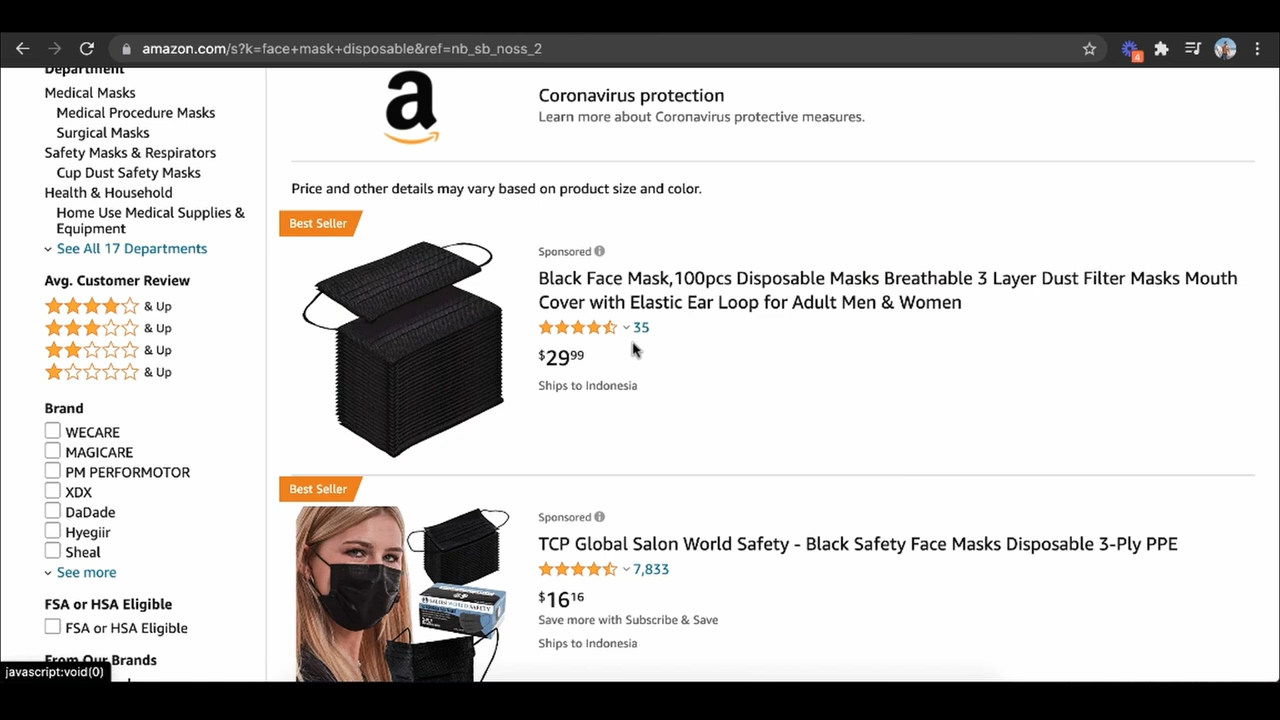 amazon.com/s?k=face+mask+disposable&ref=nb_sb_noss_2
4
Department
Medical Masks
Medical Procedure Masks
Surgical Masks
Safety Masks & Respirators
Cup Dust Safety Masks
Health & Household
Home Use Medical Supplies &
Equipment
See All 17 Departments
Avg. Customer Review
& Up
& Up
& Up
& Up
Brand
WECARE
MAGICARE
PM PERFORMOTOR
XDX
DaDade
Hyegiir
Sheal
See more
FSA or HSA Eligible
FSA or HSA Eligible
From Our Brands
javascript:void(0)
a
Coronavirus protection
Learn more about Coronavirus protective measures.
Price and other details may vary based on product size and color.
Best Seller
Sponsored
Black Face Mask,100pcs Disposable Masks Breathable 3 Layer Dust Filter Masks Mouth
Cover with Elastic Ear Loop for Adult Men & Women
35
$2999
Ships to Indonesia
Best Seller
Sponsored
TCP Global Salon World Safety - Black Safety Face Masks Disposable 3-Ply PPE
7,833
$1616
Save more with Subscribe & Save
Ships to Indonesia